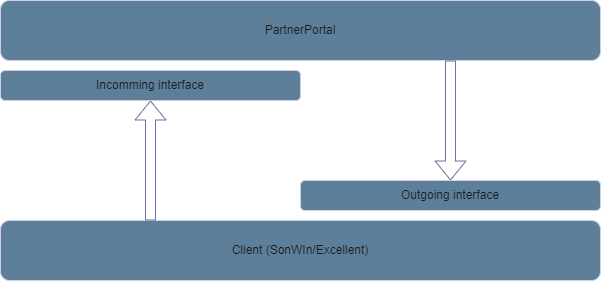 PartnerPortal
Incomming interface
Outgoing interface
Client (SonWIn/Excellent)